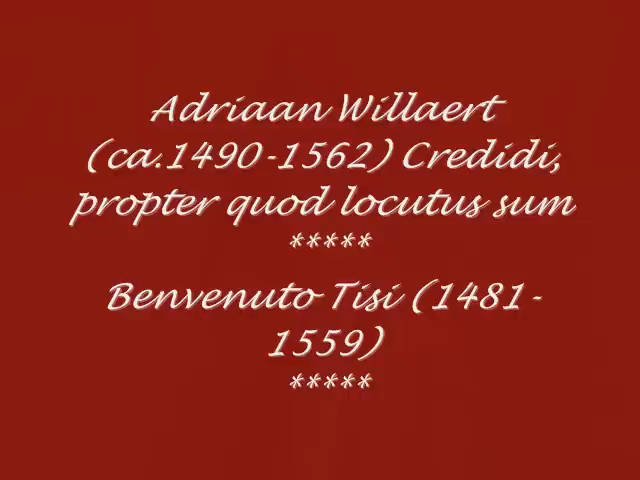 Adriaan Willaert
(ca.1490-1562) Credidi,
propter quod locutus sum
*****
Benvenuto Tisi (1481-
1559)
*****